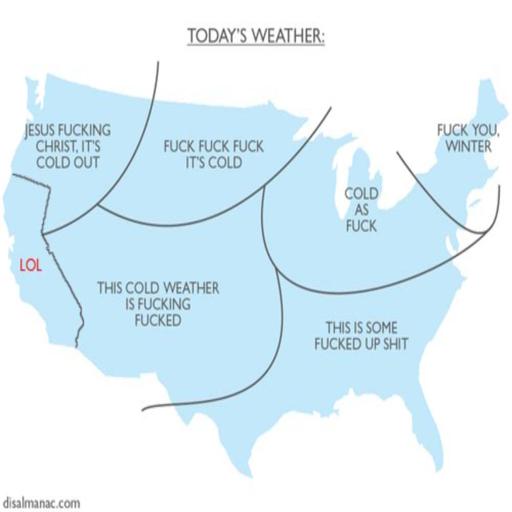 TODAY'S WEATHER:
JESUS FUCKING
CHRIST, IT'S
COLD OUT
FUCK FUCK FUCK
IT'S COLD
FUCK YOU,
WINTER
COLD
AS
FUCK
LOL
THIS COLD WEATHER
IS FUCKING
FUCKED
THIS IS SOME
FUCKED UP SHIT
disalmanac.com